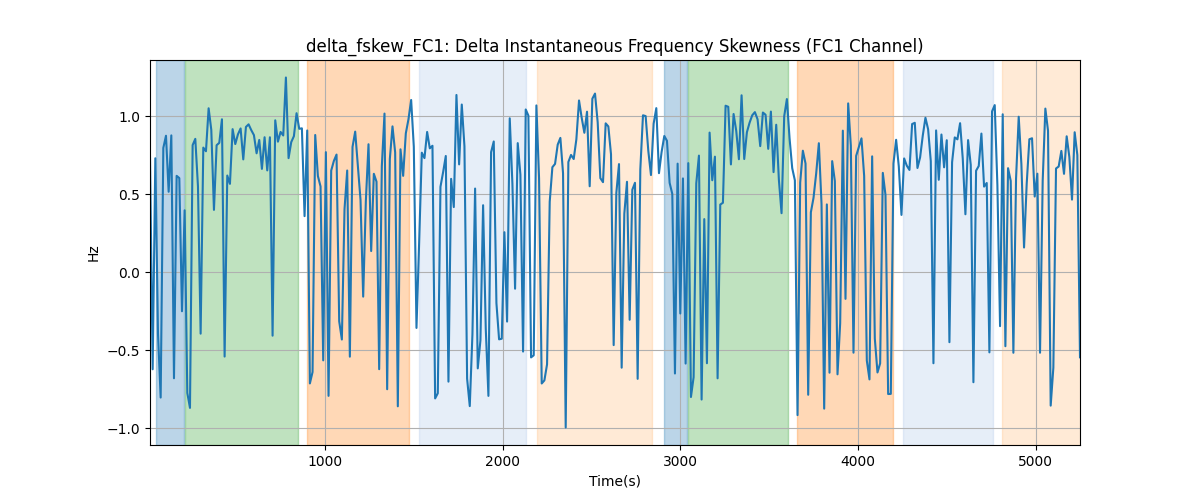 delta_fskew_FC1: Delta Instantaneous Frequency Skewness (FC1 Channel)
1.0
0.5
0.0
−0.5
−1.0
Hz
1000 2000 3000 4000 5000
Time(s)